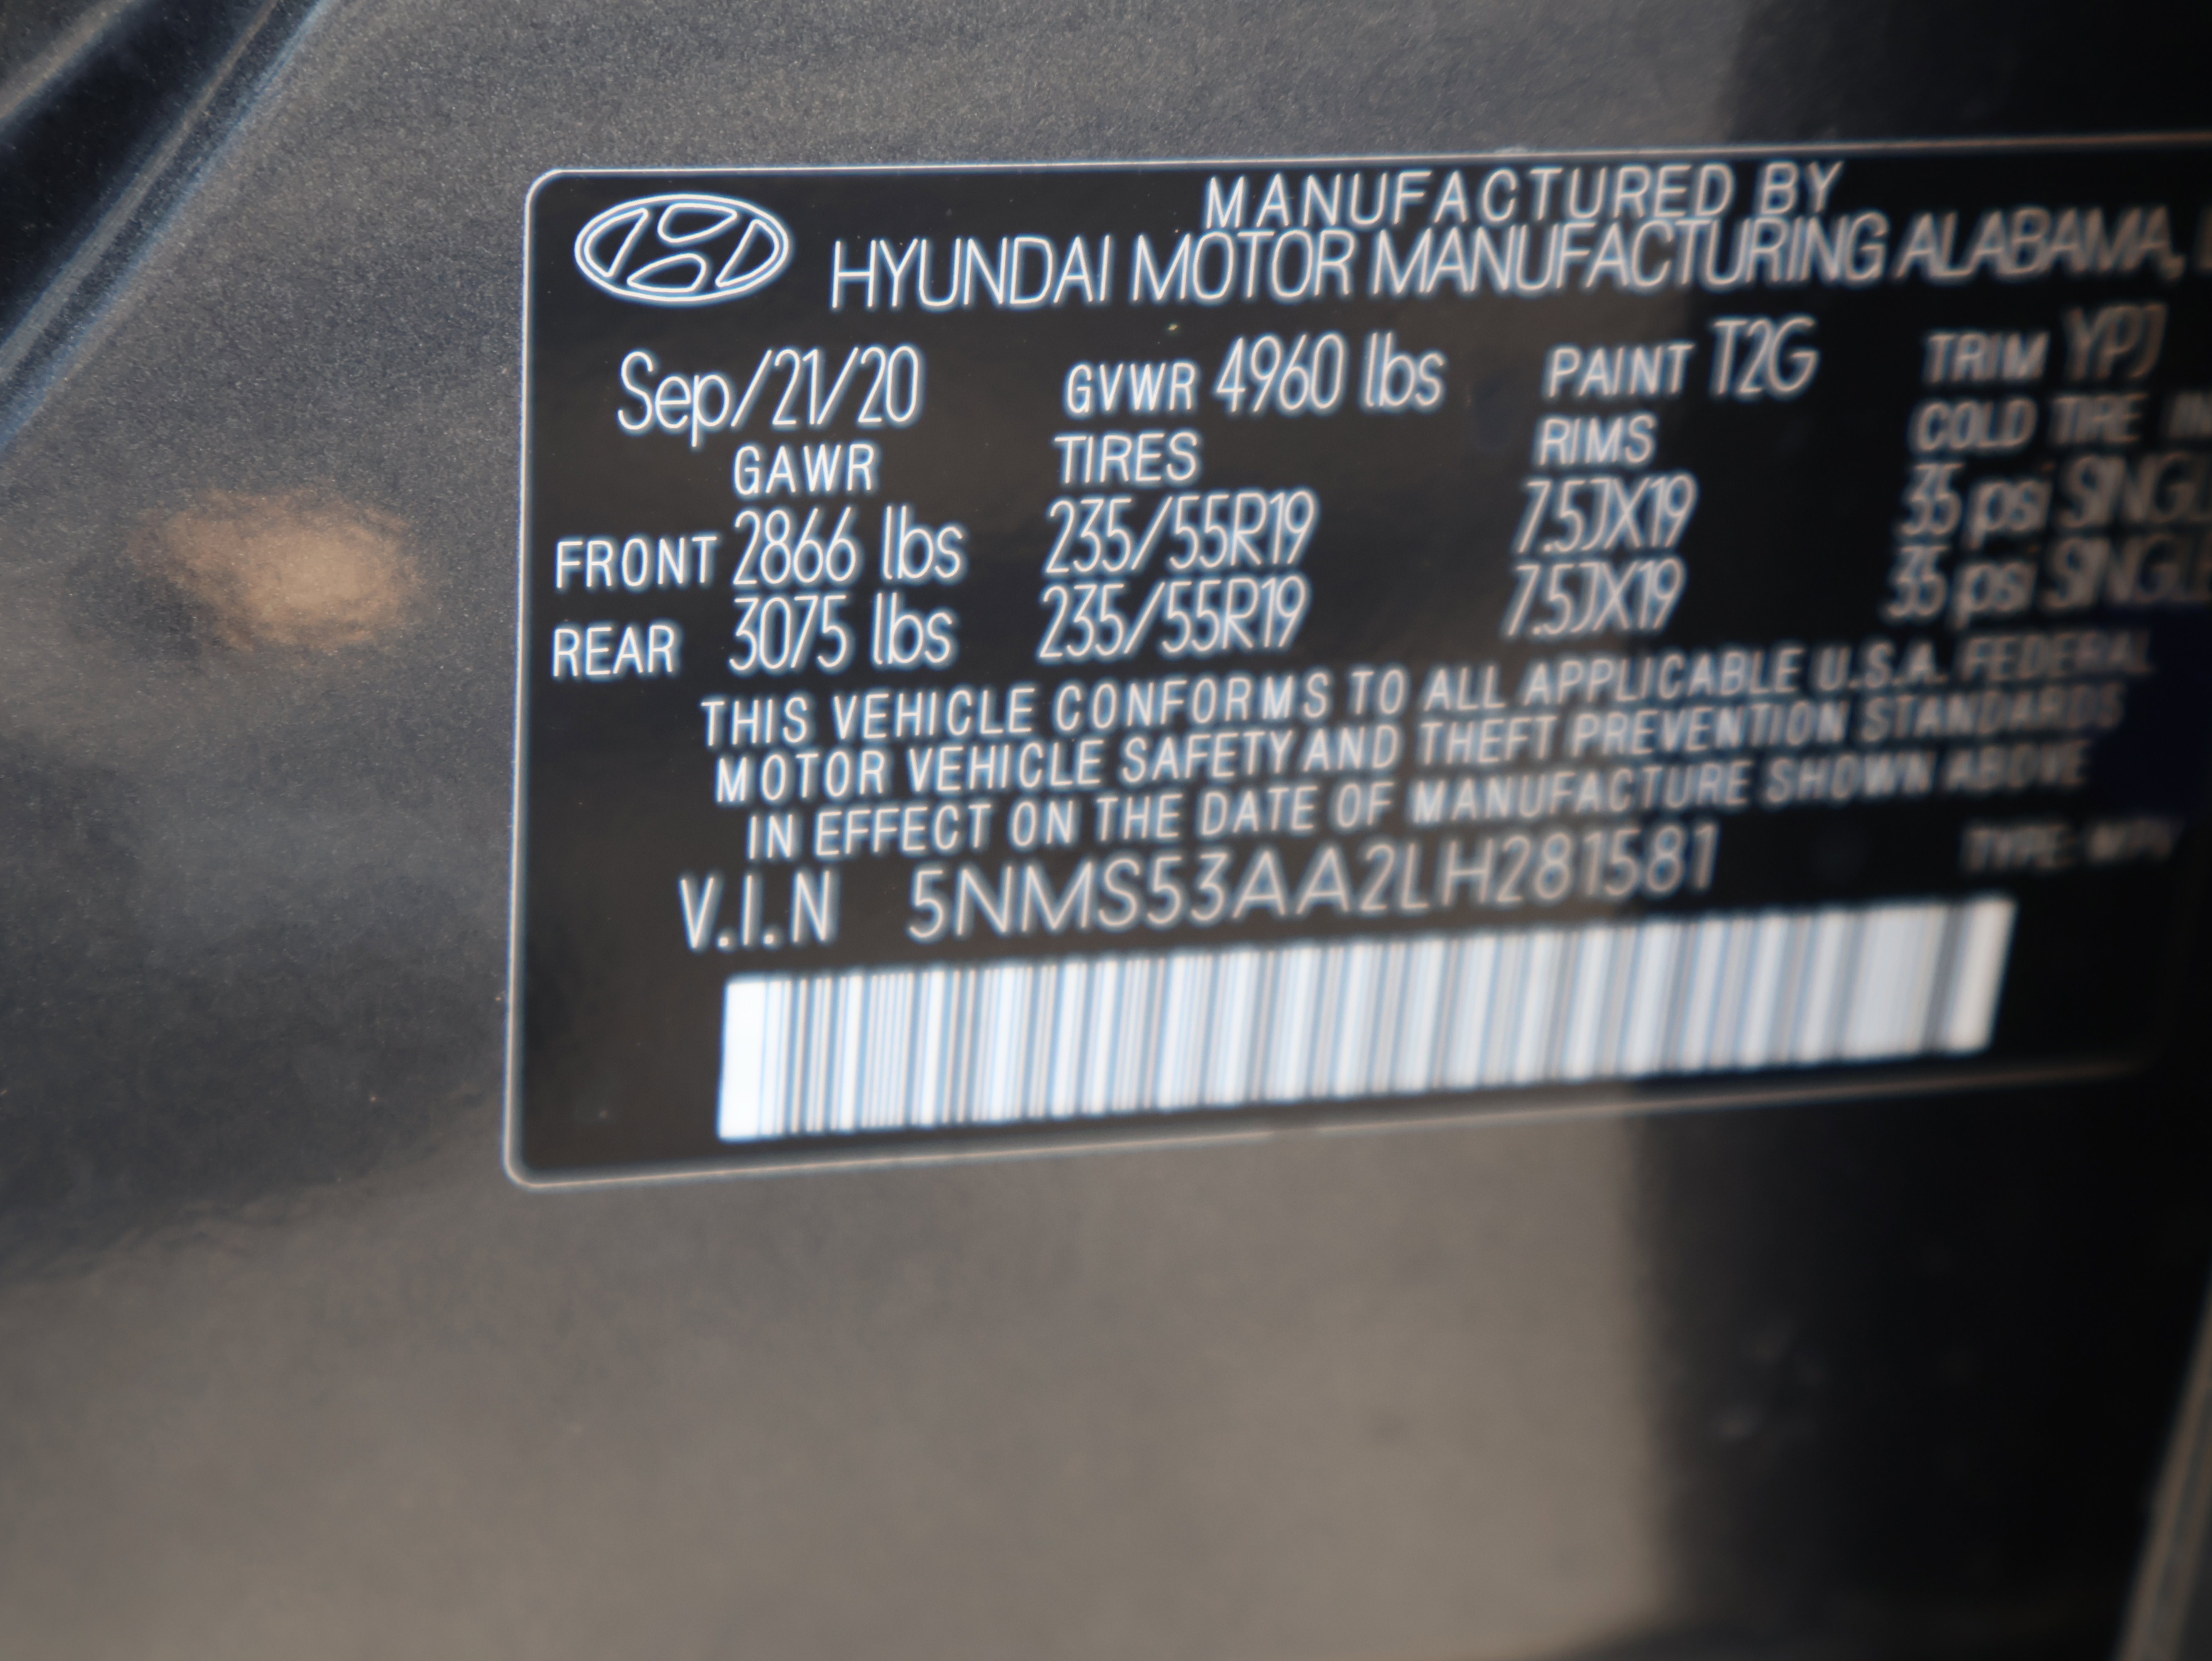 MANUFACTURED BY
HYUNDAI MOTOR MANUFACTURING ALABAMA,
Sep/21/20 GVWR 4960 lbs PAINT T2G TRIM YPJ
GAWR TIRES RIMS COLD TIRE
FRONT 2866 lbs 235/55R19 7.5JX19 35 psi
REAR 3075 lbs 235/55R19 7.5JX19 35 psi
THIS VEHICLE CONFORMS TO ALL APPLICABLE U.S.A. FEDERAL
MOTOR VEHICLE SAFETY AND THEFT PREVENTION STANDARDS
IN EFFECT ON THE DATE OF MANUFACTURE SHOWN ABOVE
V.I.N 5NMS53AA2LH281581 TYPE: MPV